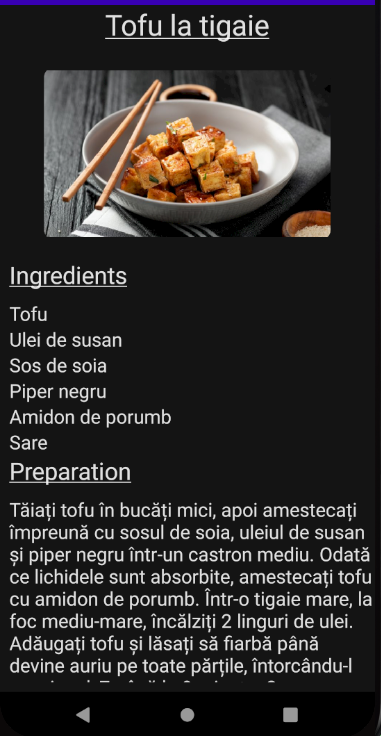 Tofu la tigaie
Ingredients
Tofu
Ulei de susan
Sos de soia
Piper negru
Amidon de porumb
Sare
Preparation
Tăiați tofu în bucăți mici, apoi amestecați
împreună cu sosul de soia, uleiul de susan
și piper negru într-un castron mediu. Odată
ce lichidele sunt absorbite, amestecați tofu
cu amidon de porumb. Într-o tigaie mare, la
foc mediu-mare, încălziți 2 linguri de ulei.
Adăugați tofu și lăsați să fiarbă până
devine auriu pe toate părțile, întorcându-l